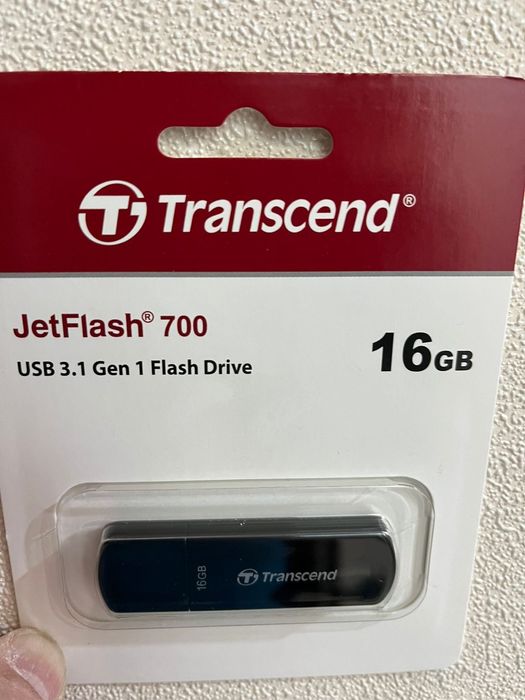 Transcend®
JetFlash® 700
USB 3.1 Gen 1 Flash Drive
16GB
16GB
Transcend